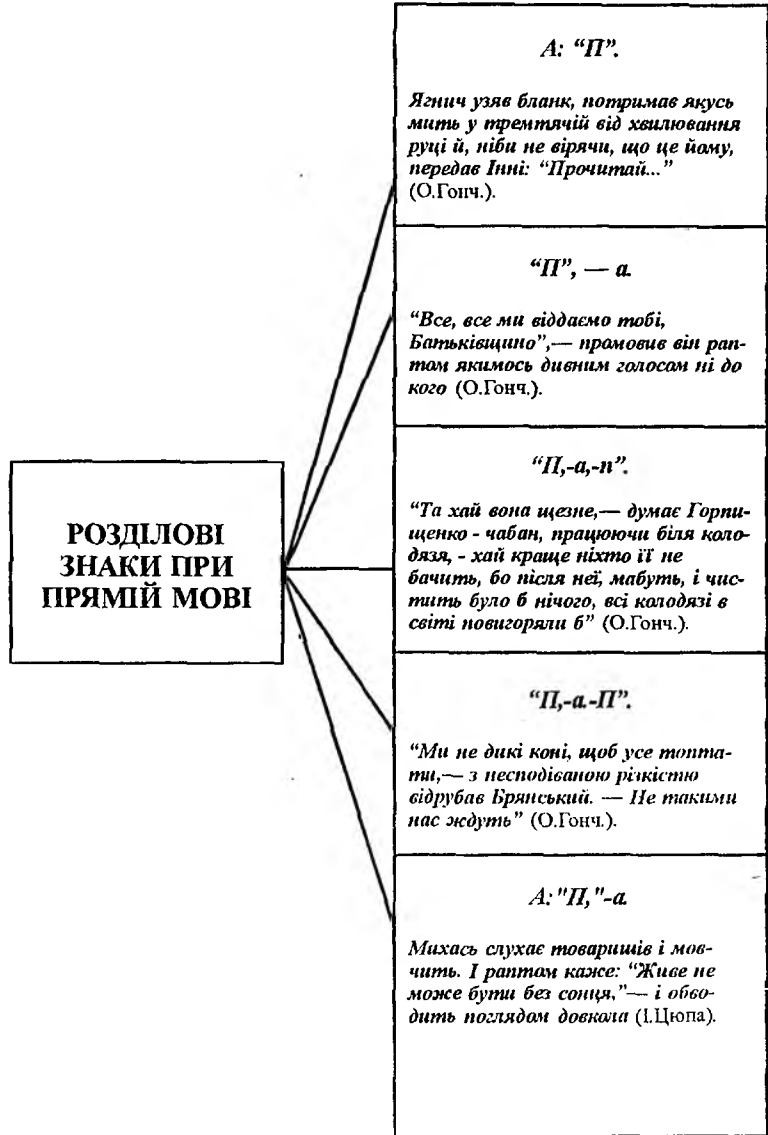 РОЗДІЛОВІ
ЗНАКИ ПРИ
ПРЯМІЙ МОВІ
А: “П”.
Ягнич узяв бланк, потримав якусь
мить у тремтячій від хвилювання
руці й, ніби не вірячи, що це йому,
передав Інні: “Прочитай...”
(О.Гонч.).
“П”, — а.
“Все, все ми віддаємо тобі,
Батьківщино”,— промовив він рап-
том якимось дивним голосом ні до
кого (О.Гонч.).
“П,-а,-п”.
“Та хай вона щезне,— думає Горпи-
щенко - чабан, працюючи біля коло-
дязя, - хай краще ніхто її не
бачить, бо після неї, мабуть, і чис-
тить було б нічого, всі колодязі в
світі повигоряли б” (О.Гонч.).
“П,-а.-П”.
“Ми не дикі коні, щоб усе топта-
ти,— з несподіваною різкістю
відрубав Брянський. — Не такими
нас ждуть” (О.Гонч.).
А:"П,"-а.
Михась слухає товаришів і мов-
чить. І раптом каже: “Живе не
може бути без сонця,”— і обво-
дить поглядом довкола (І.Цюпа).